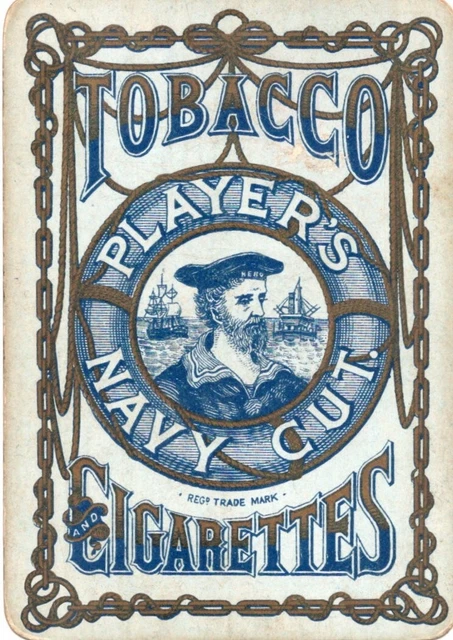 TOBACCO
PLAYER'S
HERO
NAVY CUT.
REGD TRADE MARK
AND
CIGARETTES